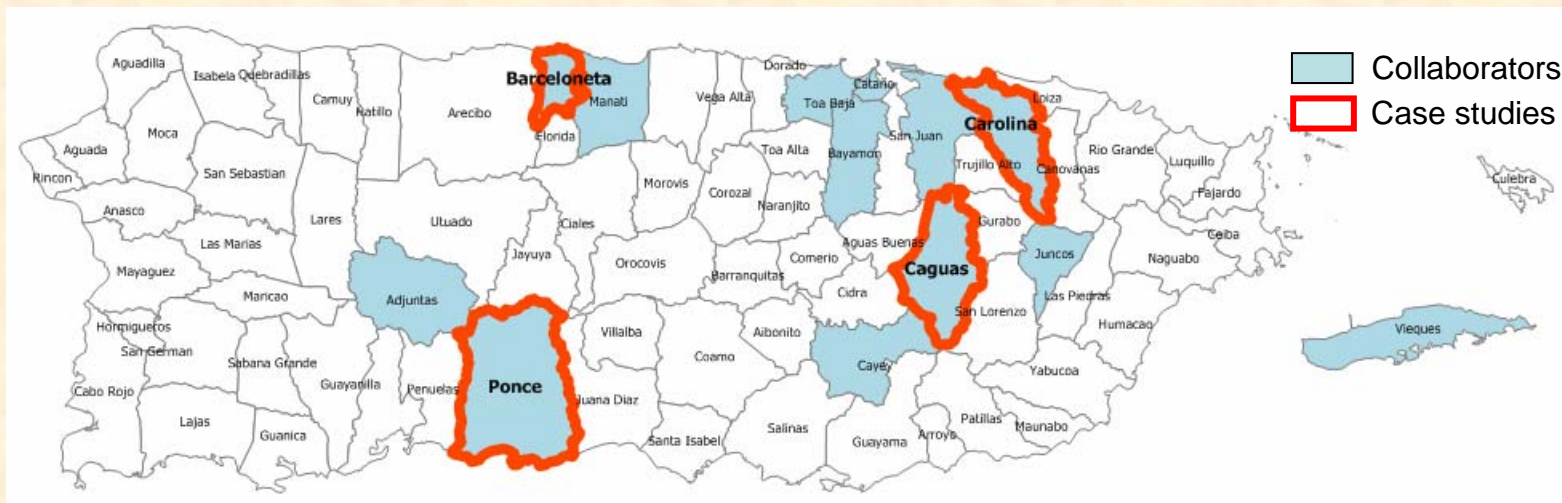 Collaborators
Case studies
Aguadilla
Isabela
Quebradillas
Camuy
Hatillo
Arecibo
Barceloneta
Manati
Florida
Vega Alta
Dorado
Toa Baja
Cataño
Bayamon
San Juan
Carolina
Loiza
Toa Alta
Trujillo Alto
Canovanas
Rio Grande
Luquillo
Fajardo
Culebra
Moca
Aguada
Rincon
San Sebastian
Anasco
Lares
Utuado
Ciales
Morovis
Corozal
Naranjito
Las Marias
Mayaguez
Maricao
Adjuntas
Jayuya
Orocovis
Barranquitas
Comerio
Aguas Buenas
Cidra
Caguas
Gurabo
Juncos
Las Piedras
Naguabo
Ceiba
San Lorenzo
Humacao
Vieques
Hormigueros
San German
Cabo Rojo
Sabana Grande
Lajas
Guanica
Guayanilla
Penuelas
Ponce
Villalba
Juana Diaz
Coamo
Aibonito
Santa Isabel
Salinas
Cayey
Guayama
Arroyo
Patillas
Maunabo
Yabucoa